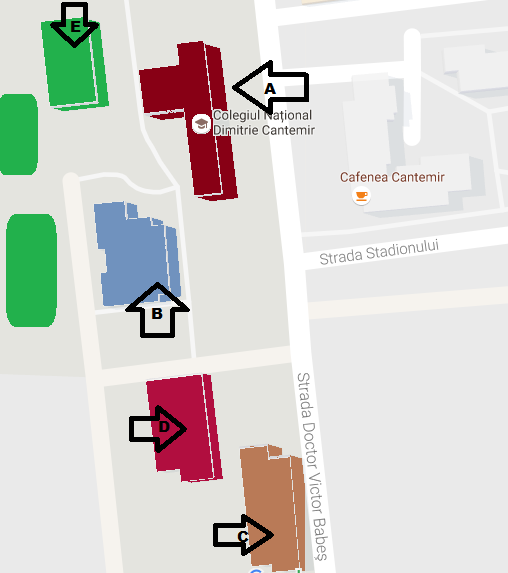 E
A
Colegiul Național
Dimitrie Cantemir
Cafenea Cantemir
Strada Stadionului
B
Strada Doctor Victor Babeș
D
C